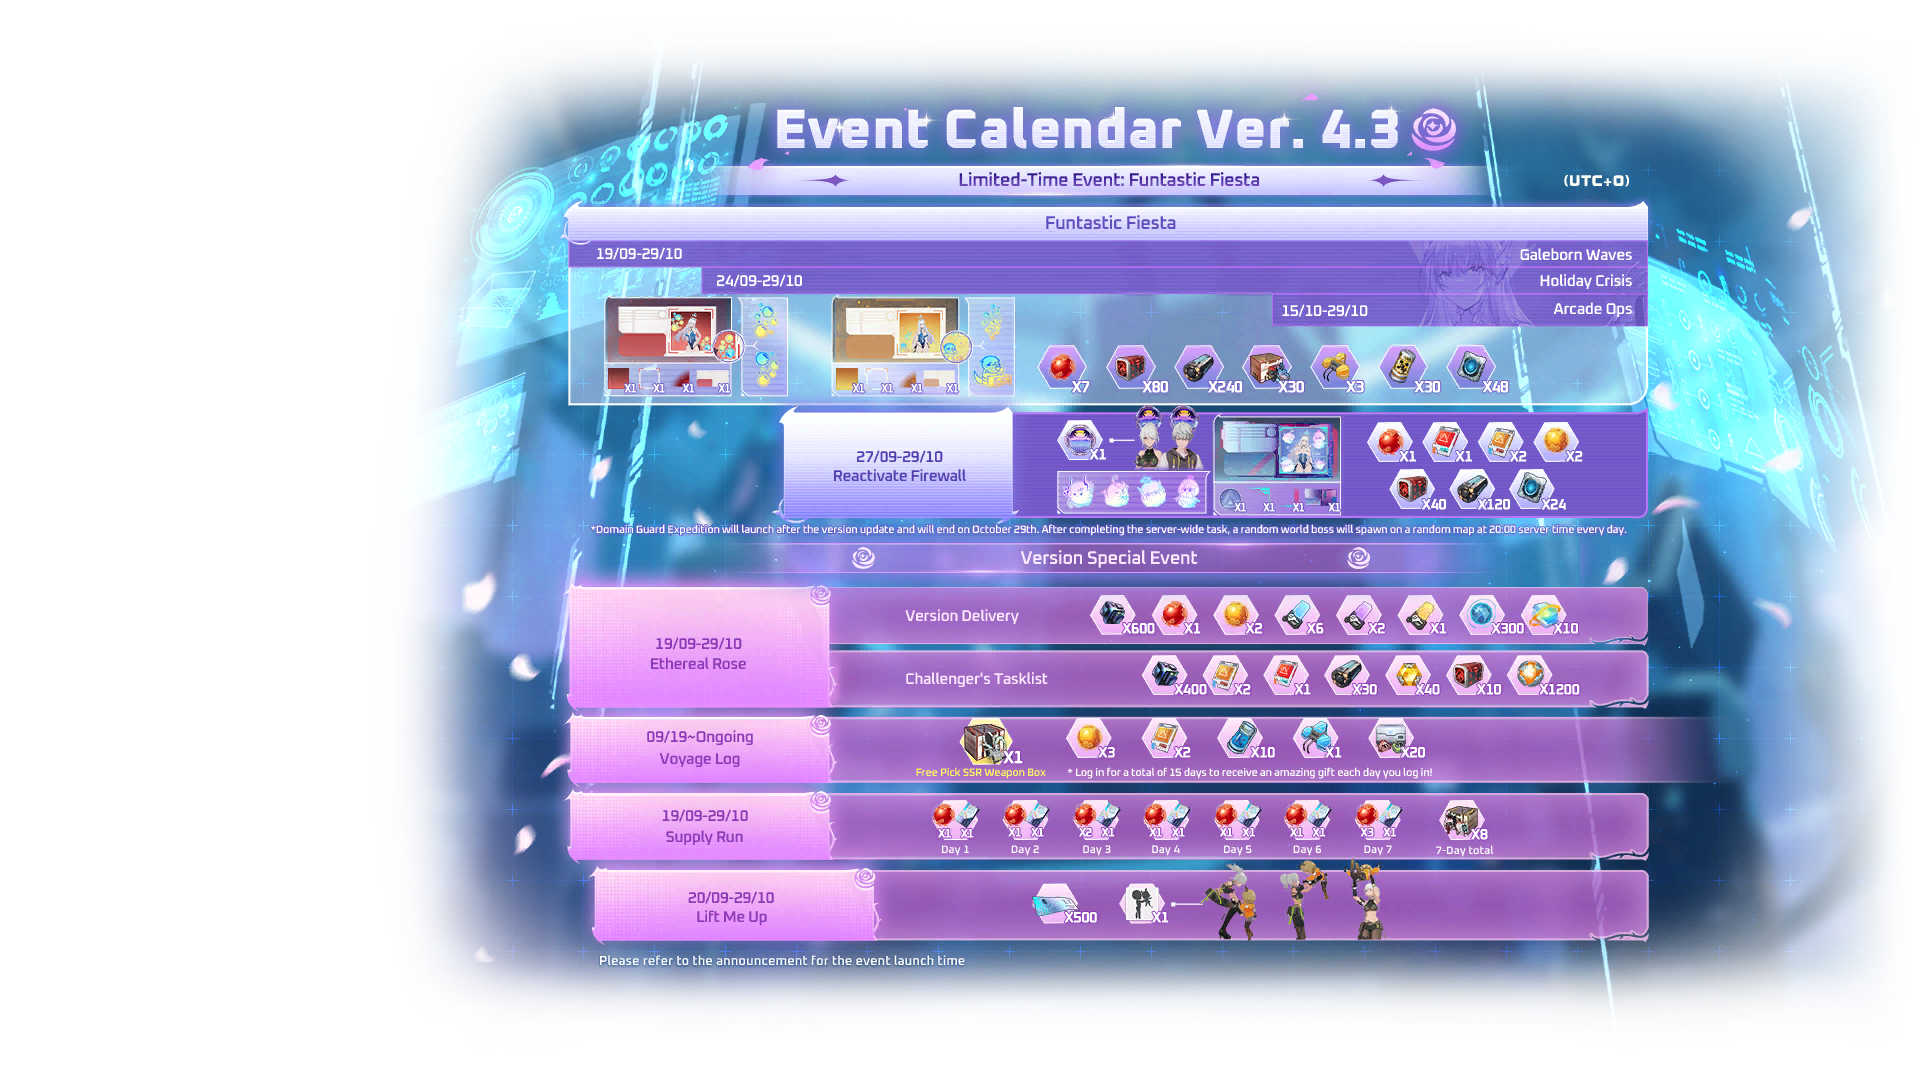 Event Calendar Ver. 4.3
Limited-Time Event: Funtastic Fiesta
(UTC+0)
Funtastic Fiesta
19/09-29/10 Galeborn Waves
24/09-29/10 Holiday Crisis
15/10-29/10 Arcade Ops
X1 X1 X1 X1
X1 X1 X1 X1
X7 X80 X240 X30 X3 X30 X48
27/09-29/10
Reactivate Firewall
X1
X1 X1 X1 X1
X1 X1 X2 X2
X40 X120 X24
*Domain Guard Expedition will launch after the version update and will end on October 29th. After completing the server-wide task, a random world boss will spawn on a random map at 20:00 server time every day.
Version Special Event
19/09-29/10
Ethereal Rose
Version Delivery
X600 X1 X2 X6 X2 X1 X300 X10
Challenger's Tasklist
X400 X2 X1 X30 X40 X10 X1200
09/19~Ongoing
Voyage Log
X1 X3 X2 X10 X1 X20
Free Pick SSR Weapon Box
* Log in for a total of 15 days to receive an amazing gift each day you log in!
19/09-29/10
Supply Run
X1 X1 X1 X1 X2 X1 X1 X1 X1 X1 X1 X1 X3 X1 X8
Day 1 Day 2 Day 3 Day 4 Day 5 Day 6 Day 7 7-Day total
20/09-29/10
Lift Me Up
X500 X1
Please refer to the announcement for the event launch time